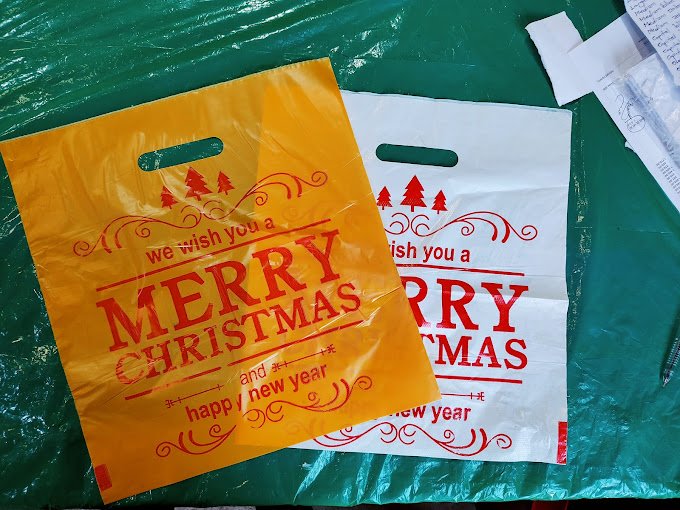 we wish you a
MERRY
CHRISTMAS
and
happy new year
ish you a
RRY
TMAS
new year